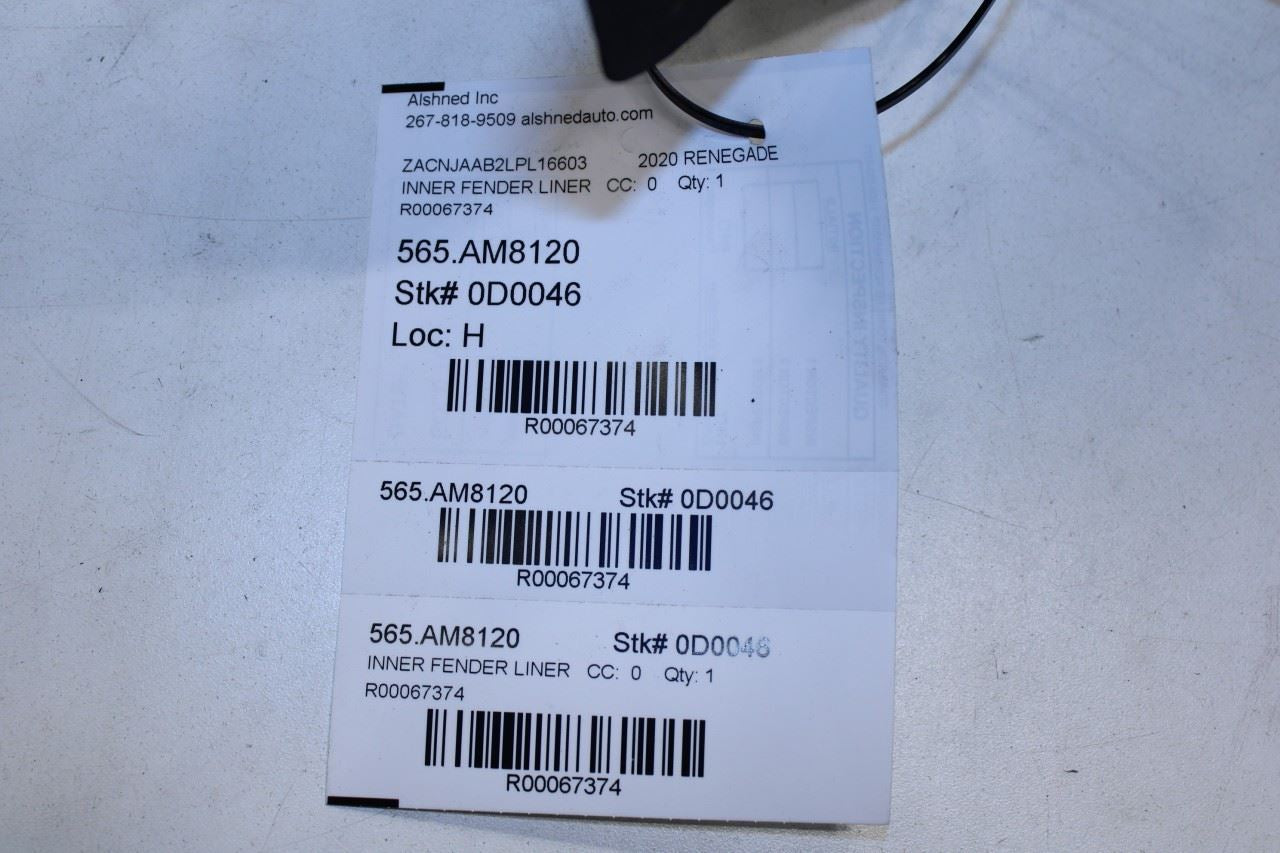 Alshned Inc
267-818-9509 alshnedauto.com
ZACNJAAB2LPL16603 2020 RENEGADE
INNER FENDER LINER CC: 0 Qty: 1
R00067374
565.AM8120
Stk# 0D0046
Loc: H
R00067374
565.AM8120 Stk# 0D0046
R00067374
565.AM8120 Stk# 0D0046
INNER FENDER LINER CC: 0 Qty: 1
R00067374
R00067374
QUALITY INSPECTION